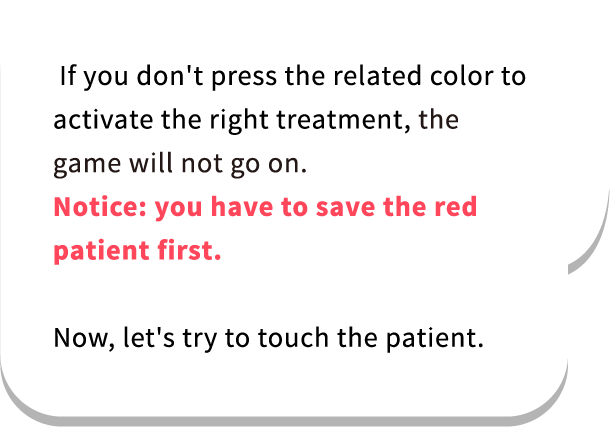 If you don't press the related color to
activate the right treatment, the
game will not go on.
Notice: you have to save the red
patient first.
Now, let's try to touch the patient.